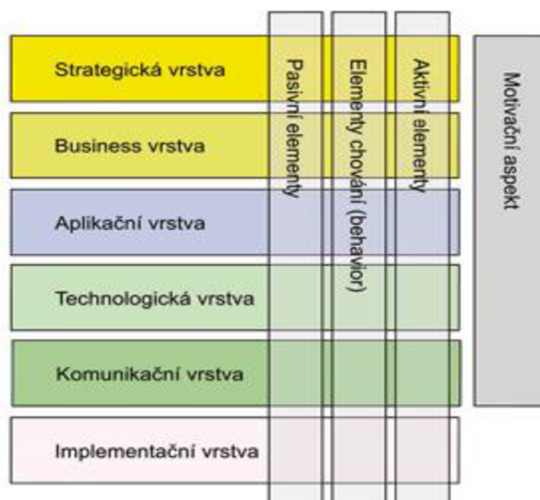 Strategická vrstva
Business vrstva
Aplikační vrstva
Technologická vrstva
Komunikační vrstva
Implementační vrstva
Pasivní elementy
Elementy chování (behavior)
Aktivní elementy
Motivační aspekt